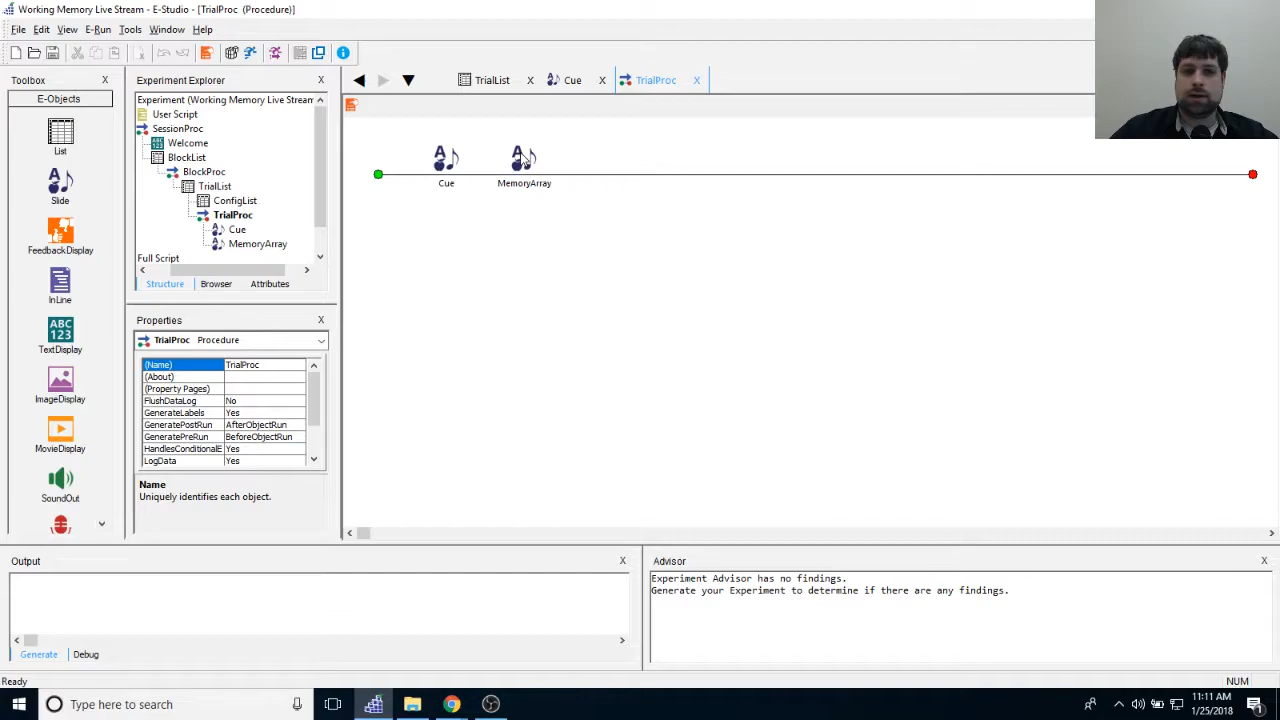 Working Memory Live Stream - E-Studio - [TrialProc (Procedure)]
File Edit View E-Run Tools Window Help
Toolbox X
E-Objects
List
Slide
FeedbackDisplay
InLine
TextDisplay
ImageDisplay
MovieDisplay
SoundOut
Experiment Explorer X
Experiment (Working Memory Live Stream
User Script
SessionProc
Welcome
BlockList
BlockProc
TrialList
ConfigList
TrialProc
Cue
MemoryArray
Full Script
Structure Browser Attributes
Properties X
TrialProc Procedure
(Name) TrialProc
(About)
(Property Pages)
FlushDataLog No
GenerateLabels Yes
GeneratePostRun AfterObjectRun
GeneratePreRun BeforeObjectRun
HandlesConditionalE Yes
LogData Yes
Name
Uniquely identifies each object.
TrialList X Cue X TrialProc X
Cue MemoryArray
Output X
Generate Debug
Advisor X
Experiment Advisor has no findings.
Generate your Experiment to determine if there are any findings.
Ready NUM
Type here to search
11:11 AM
1/25/2018